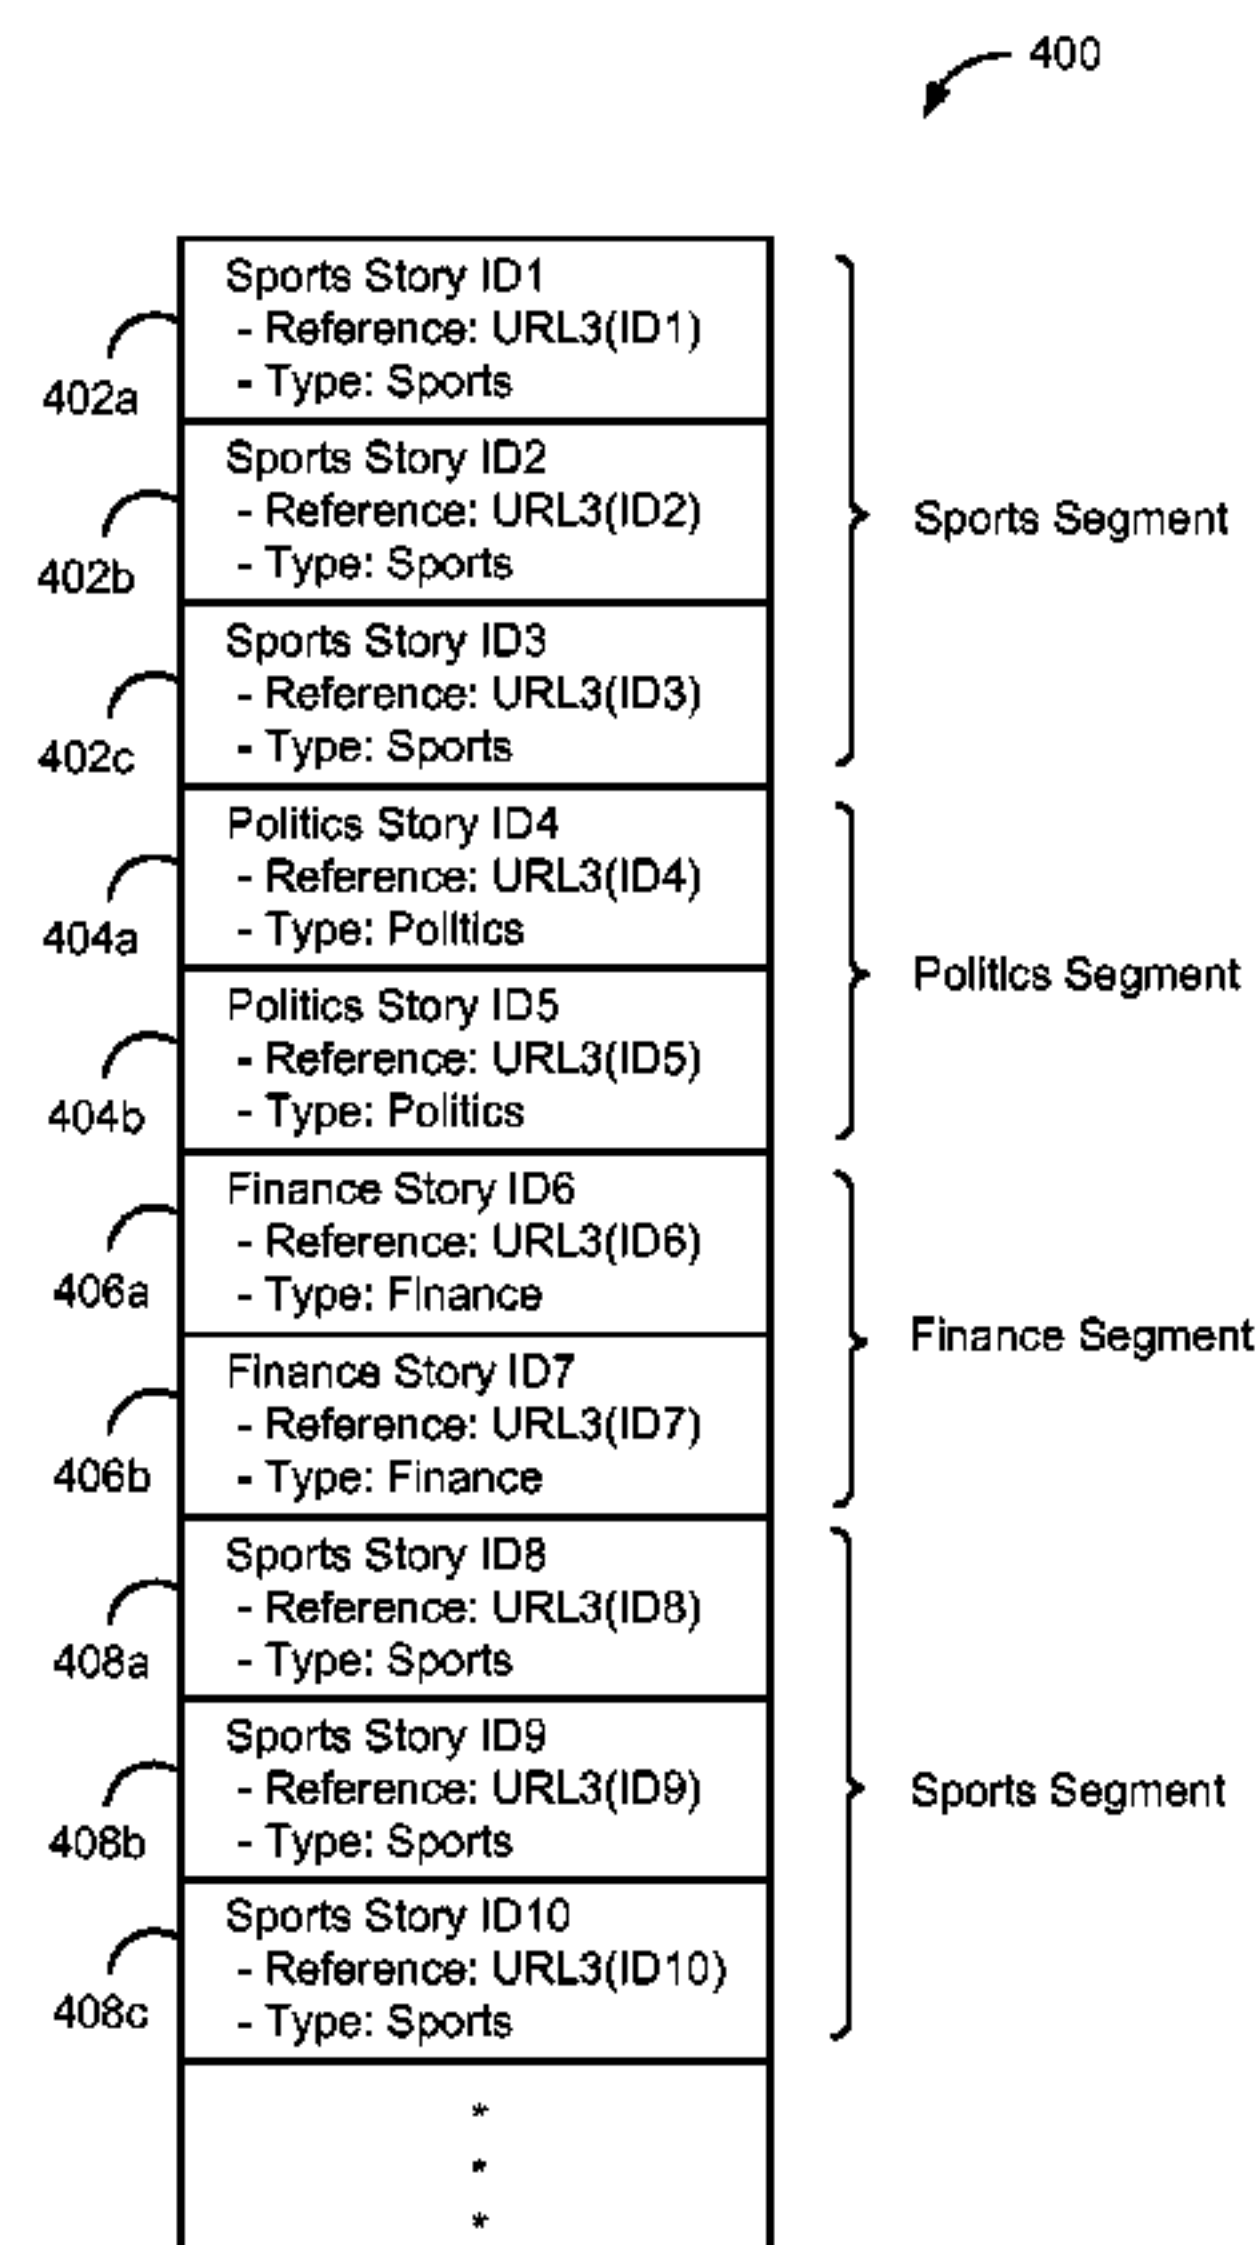 400
Sports Story ID1
- Reference: URL3(ID1)
- Type: Sports
402a
Sports Story ID2
- Reference: URL3(ID2)
- Type: Sports
402b
Sports Segment
Sports Story ID3
- Reference: URL3(ID3)
- Type: Sports
402c
Politics Story ID4
- Reference: URL3(ID4)
- Type: Politics
404a
Politics Segment
Politics Story ID5
- Reference: URL3(ID5)
- Type: Politics
404b
Finance Story ID6
- Reference: URL3(ID6)
- Type: Finance
406a
Finance Segment
Finance Story ID7
- Reference: URL3(ID7)
- Type: Finance
406b
Sports Story ID8
- Reference: URL3(ID8)
- Type: Sports
408a
Sports Story ID9
- Reference: URL3(ID9)
- Type: Sports
408b
Sports Segment
Sports Story ID10
- Reference: URL3(ID10)
- Type: Sports
408c
*
*
*